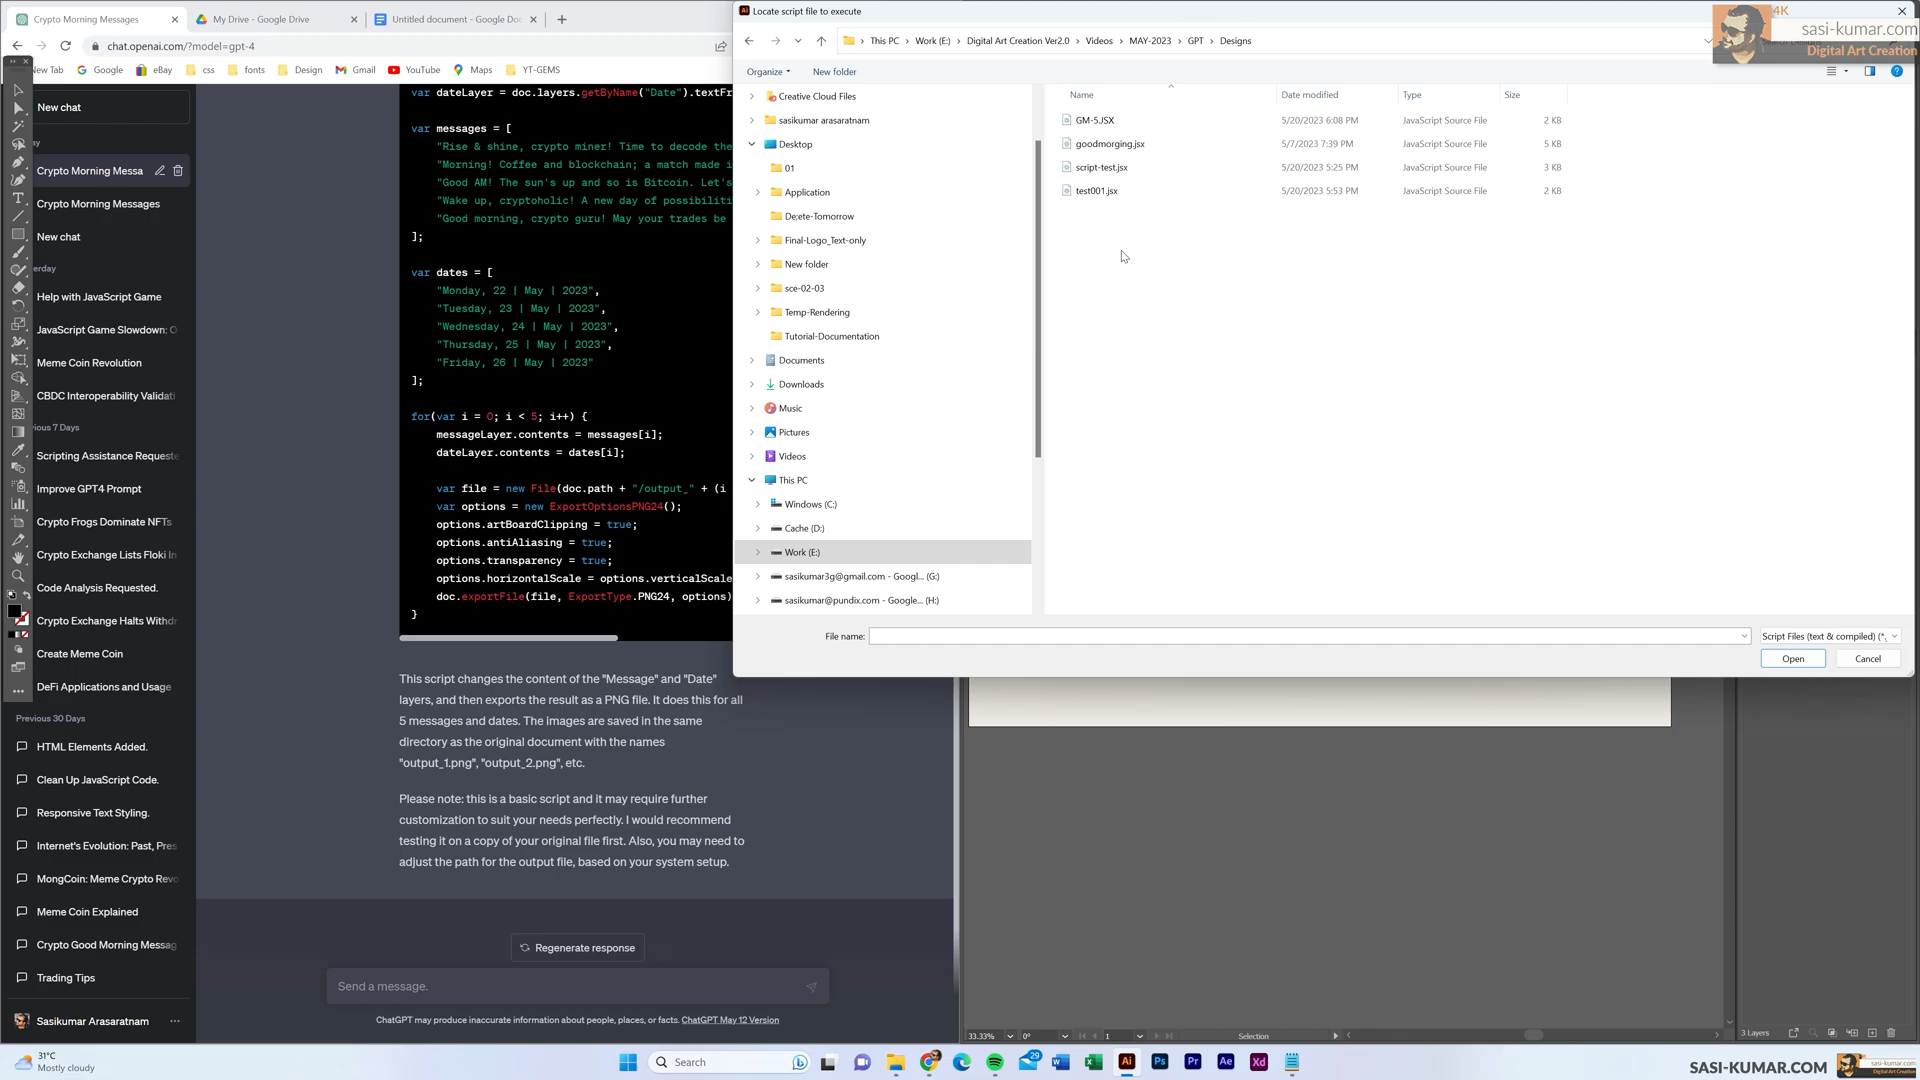 Crypto Morning Messages
My Drive - Google Drive
Untitled document - Google Doc
chat.openai.com/?model=gpt-4
New Tab
Google
eBay
css
fonts
Design
Gmail
YouTube
Maps
YT-GEMS
New chat
Crypto Morning Messa
Crypto Morning Messages
New chat
erday
Help with JavaScript Game
JavaScript Game Slowdown: O
Meme Coin Revolution
CBDC Interoperability Validati
ious 7 Days
Scripting Assistance Requeste
Improve GPT4 Prompt
Crypto Frogs Dominate NFTs
Crypto Exchange Lists Floki In
Code Analysis Requested.
Crypto Exchange Halts Withdr
Create Meme Coin
DeFi Applications and Usage
Previous 30 Days
HTML Elements Added.
Clean Up JavaScript Code.
Responsive Text Styling.
Internet's Evolution: Past, Pres
MongCoin: Meme Crypto Revo
Meme Coin Explained
Crypto Good Morning Messag
Trading Tips
Sasikumar Arasaratnam
var dateLayer = doc.layers.getByName("Date").textFr
var messages = [
"Rise & shine, crypto miner! Time to decode the
"Morning! Coffee and blockchain; a match made i
"Good AM! The sun's up and so is Bitcoin. Let's
"Wake up, cryptoholic! A new day of possibiliti
"Good morning, crypto guru! May your trades be
];
var dates = [
"Monday, 22 | May | 2023",
"Tuesday, 23 | May | 2023",
"Wednesday, 24 | May | 2023",
"Thursday, 25 | May | 2023",
"Friday, 26 | May | 2023"
];
for(var i = 0; i < 5; i++) {
messageLayer.contents = messages[i];
dateLayer.contents = dates[i];
var file = new File(doc.path + "/output_" + (i
var options = new ExportOptionsPNG24();
options.artBoardClipping = true;
options.antiAliasing = true;
options.transparency = true;
options.horizontalScale = options.verticalScale
doc.exportFile(file, ExportType.PNG24, options)
}
This script changes the content of the "Message" and "Date"
layers, and then exports the result as a PNG file. It does this for all
5 messages and dates. The images are saved in the same
directory as the original document with the names
"output_1.png", "output_2.png", etc.
Please note: this is a basic script and it may require further
customization to suit your needs perfectly. I would recommend
testing it on a copy of your original file first. Also, you may need to
adjust the path for the output file, based on your system setup.
Regenerate response
Send a message.
ChatGPT may produce inaccurate information about people, places, or facts. ChatGPT May 12 Version
Locate script file to execute
This PC > Work (E:) > Digital Art Creation Ver2.0 > Videos > MAY-2023 > GPT > Designs
4K
sasi-kumar.com
Digital Art Creation
Organize
New folder
Creative Cloud Files
sasikumar arasaratnam
Desktop
01
Application
De;ete-Tomorrow
Final-Logo_Text-only
New folder
sce-02-03
Temp-Rendering
Tutorial-Documentation
Documents
Downloads
Music
Pictures
Videos
This PC
Windows (C:)
Cache (D:)
Work (E:)
sasikumar3g@gmail.com - Googl... (G:)
sasikumar@pundix.com - Google... (H:)
Name Date modified Type Size
GM-5.JSX 5/20/2023 6:08 PM JavaScript Source File 2 KB
goodmorging.jsx 5/7/2023 7:39 PM JavaScript Source File 5 KB
script-test.jsx 5/20/2023 5:25 PM JavaScript Source File 3 KB
test001.jsx 5/20/2023 5:53 PM JavaScript Source File 2 KB
File name:
Script Files (text & compiled) (*.
Open
Cancel
33.33%
0°
1
Selection
3 Layers
31°C
Mostly cloudy
Search
29
SASI-KUMAR.COM